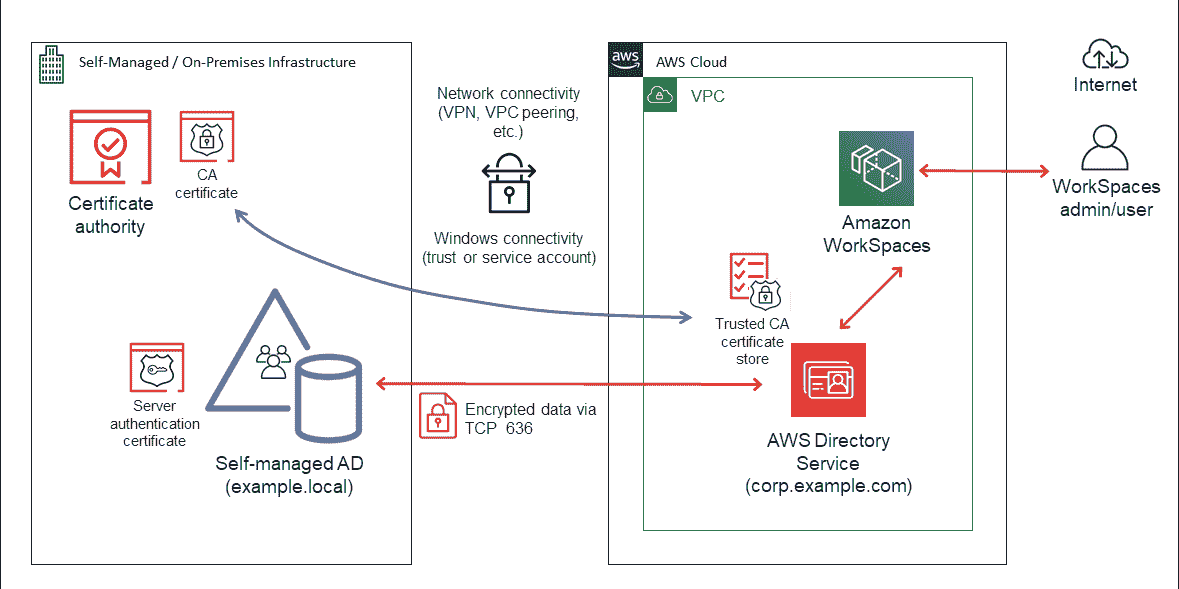 Self-Managed / On-Premises Infrastructure
Certificate
authority
CA
certificate
Server
authentication
certificate
Self-managed AD
(example.local)
Network connectivity
(VPN, VPC peering,
etc.)
Windows connectivity
(trust or service account)
Encrypted data via
TCP 636
aws
AWS Cloud
VPC
Amazon
WorkSpaces
Trusted CA
certificate
store
AWS Directory
Service
(corp.example.com)
Internet
WorkSpaces
admin/user